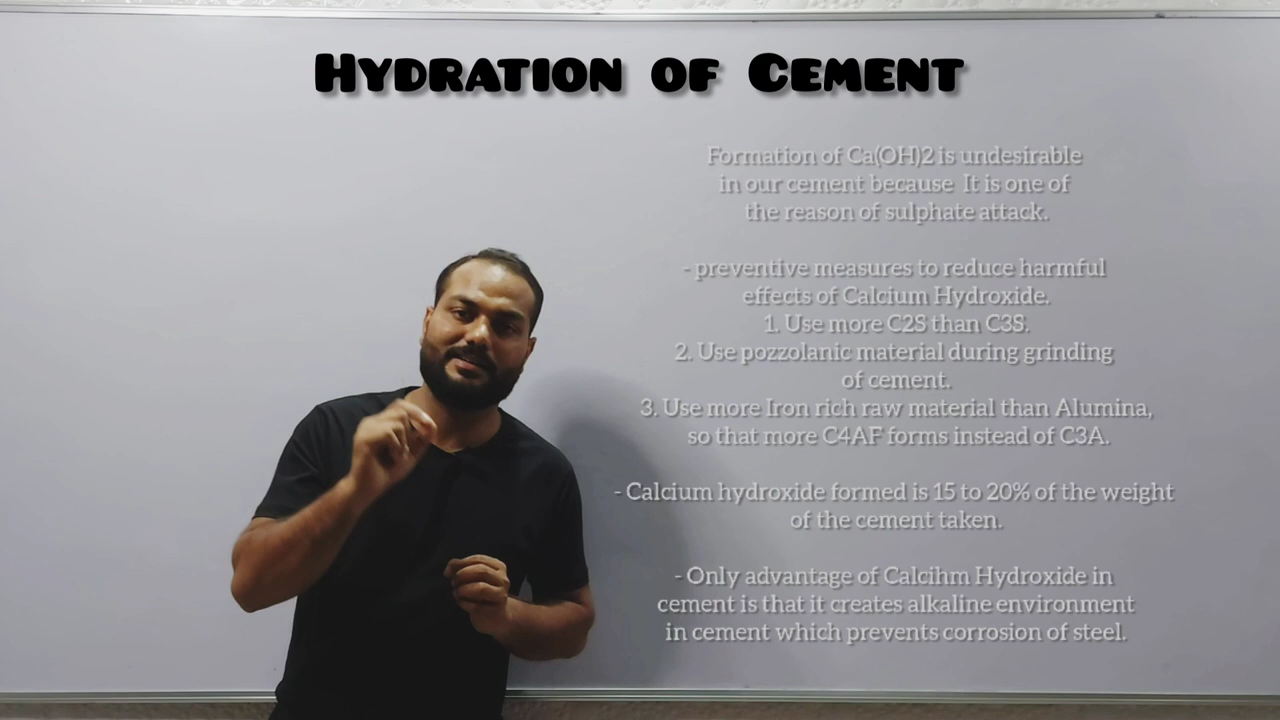 HYDRATION OF CEMENT
Formation of Ca(OH)2 is undesirable
in our cement because It is one of
the reason of sulphate attack.
- preventive measures to reduce harmful
effects of Calcium Hydroxide.
1. Use more C2S than C3S.
2. Use pozzolanic material during grinding
of cement.
3. Use more Iron rich raw material than Alumina,
so that more C4AF forms instead of C3A.
- Calcium hydroxide formed is 15 to 20% of the weight
of the cement taken.
- Only advantage of Calcihm Hydroxide in
cement is that it creates alkaline environment
in cement which prevents corrosion of steel.